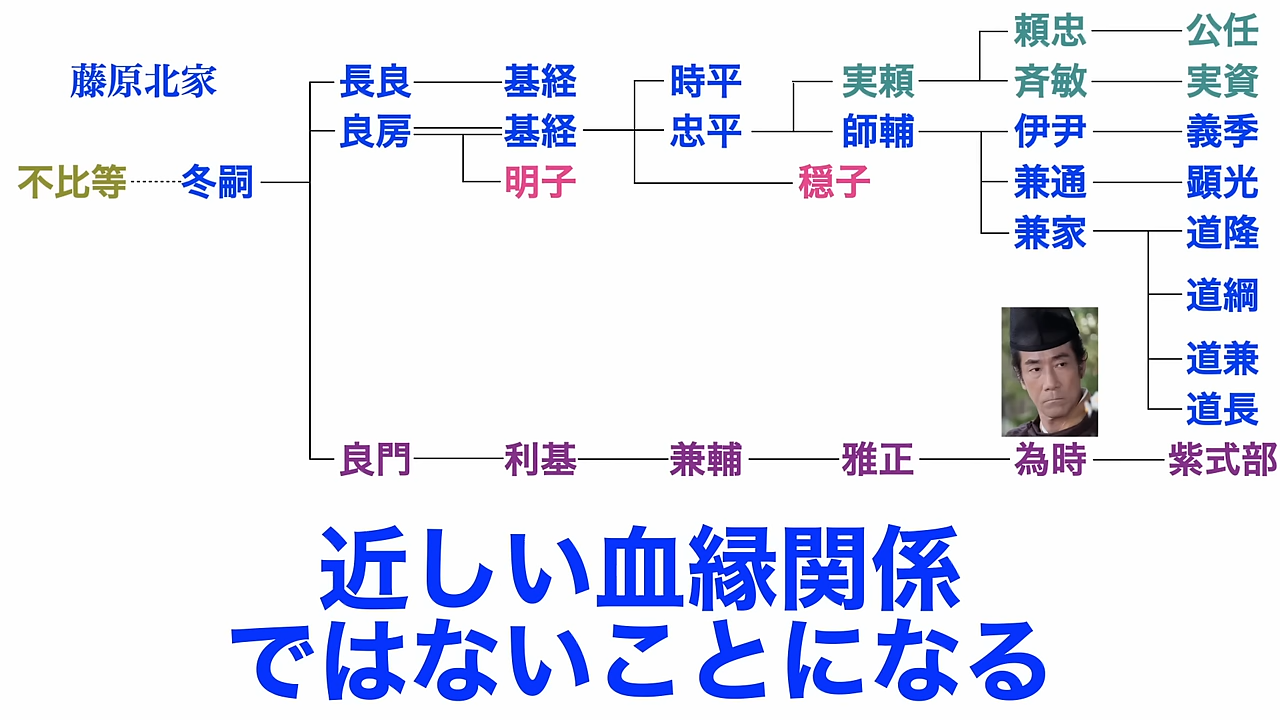 頼忠 公任
藤原北家 長良 基経 時平 実頼 斉敏 実資
良房 基経 忠平 師輔 伊尹 義季
不比等 冬嗣 明子 穏子 兼通 顕光
兼家 道隆
道綱
道兼
道長
良門 利基 兼輔 雅正 為時 紫式部
近しい血縁関係
ではないことになる